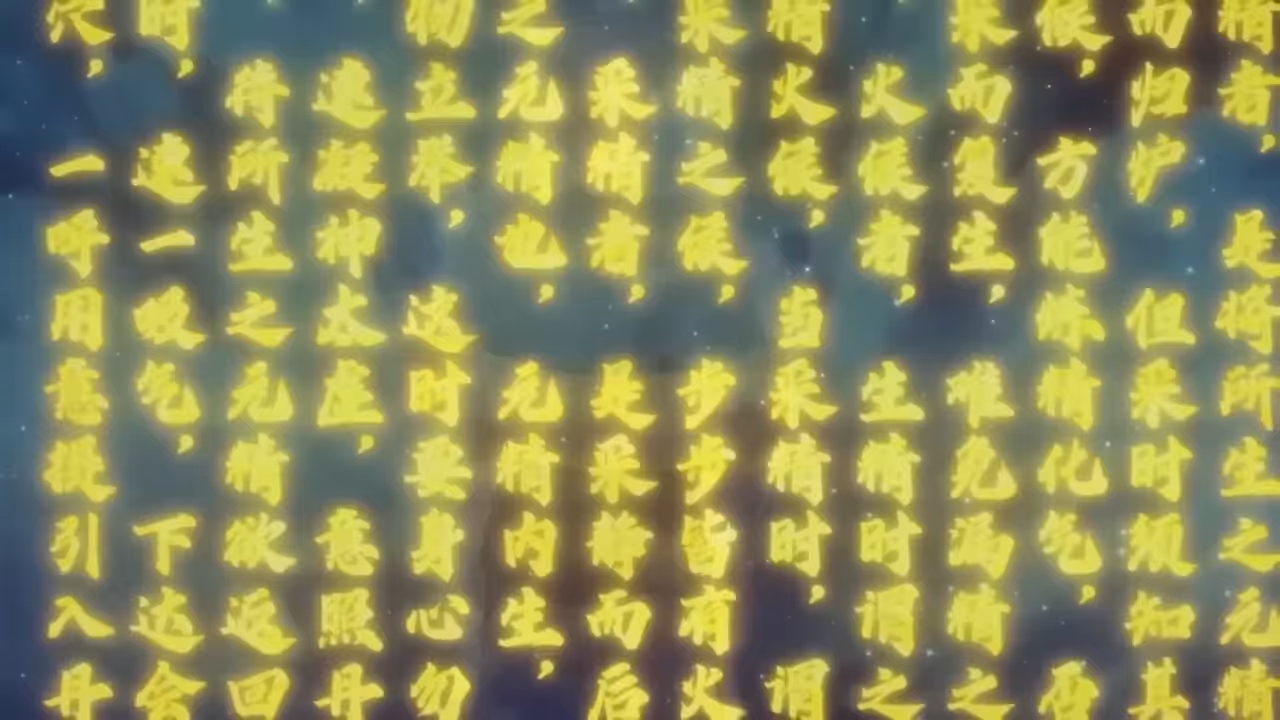 精者，是将所生之元精
而归炉，但采时须知其
候，方能炼精化气，否
采而复生，难免漏精之
火候者，生精时谓之
精火候，当采精时，谓
采精之候，步步皆有火
采精者，是采静而后
之元精也，元精内生，
物立举，这时要身心勿
速凝神太虚，意照丹
将所生之元精欲返回
时，速一吸气，下达会
穴，一呼用意提引入丹